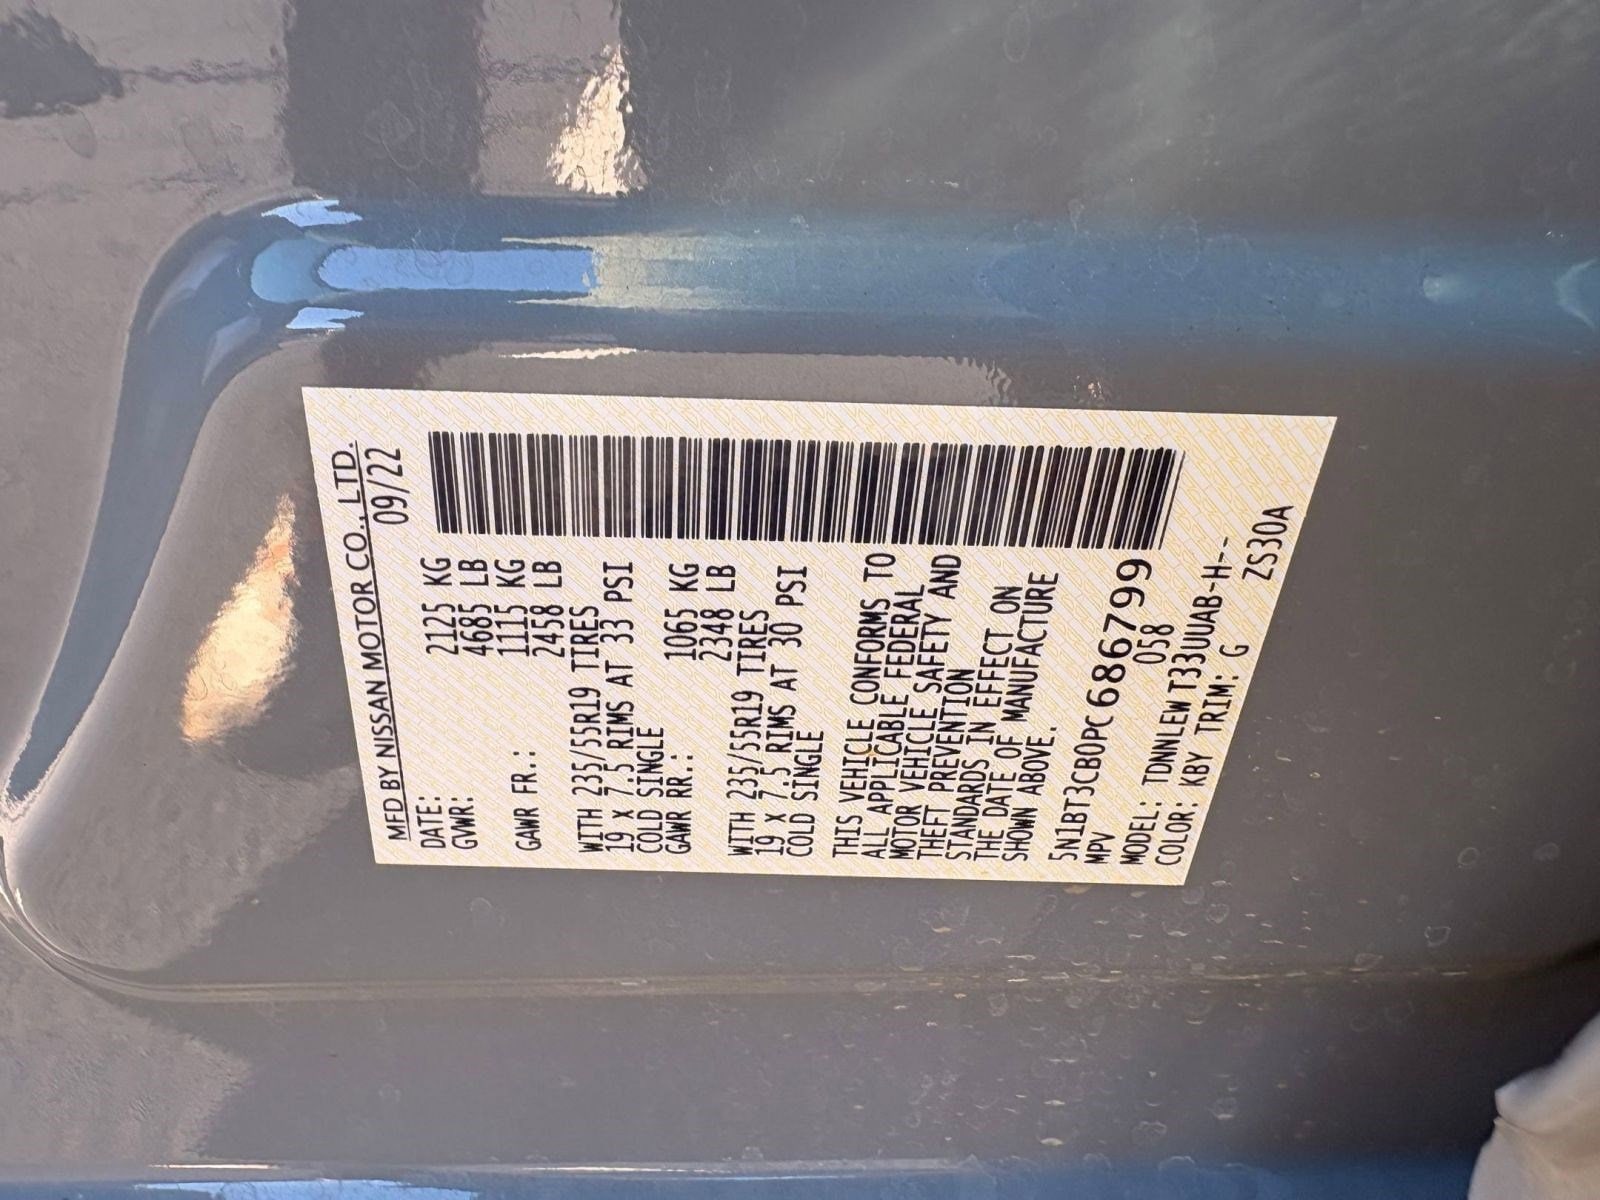 MFD BY NISSAN MOTOR CO., LTD.
DATE: 09/22
GVWR: 2125 KG
4685 LB
GAWR FR.: 1115 KG
2458 LB
WITH 235/55R19 TIRES
19 X 7.5 RIMS AT 33 PSI
COLD SINGLE
GAWR RR.: 1065 KG
2348 LB
WITH 235/55R19 TIRES
19 X 7.5 RIMS AT 30 PSI
COLD SINGLE
THIS VEHICLE CONFORMS TO
ALL APPLICABLE FEDERAL
MOTOR VEHICLE SAFETY AND
THEFT PREVENTION
STANDARDS IN EFFECT ON
THE DATE OF MANUFACTURE
SHOWN ABOVE.
5N1BT3CB0PC686799
MPV 058
MODEL: TDNNLEW T33UUAB-H--
COLOR: KBY TRIM: G ZS30A